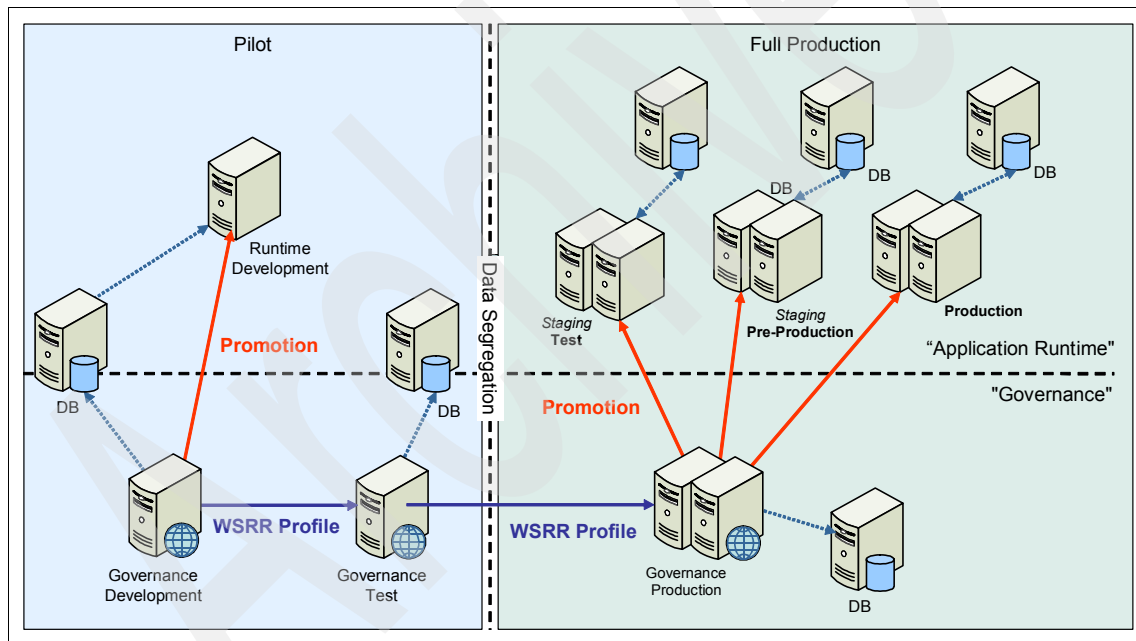 Pilot
Full Production
Runtime
Development
Promotion
DB
DB
WSRR Profile
Governance
Development
Governance
Test
Data Segregation
DB
DB
DB
Staging
Test
Staging
Pre-Production
Production
“Application Runtime"
"Governance"
Promotion
WSRR Profile
Governance
Production
DB
Archive